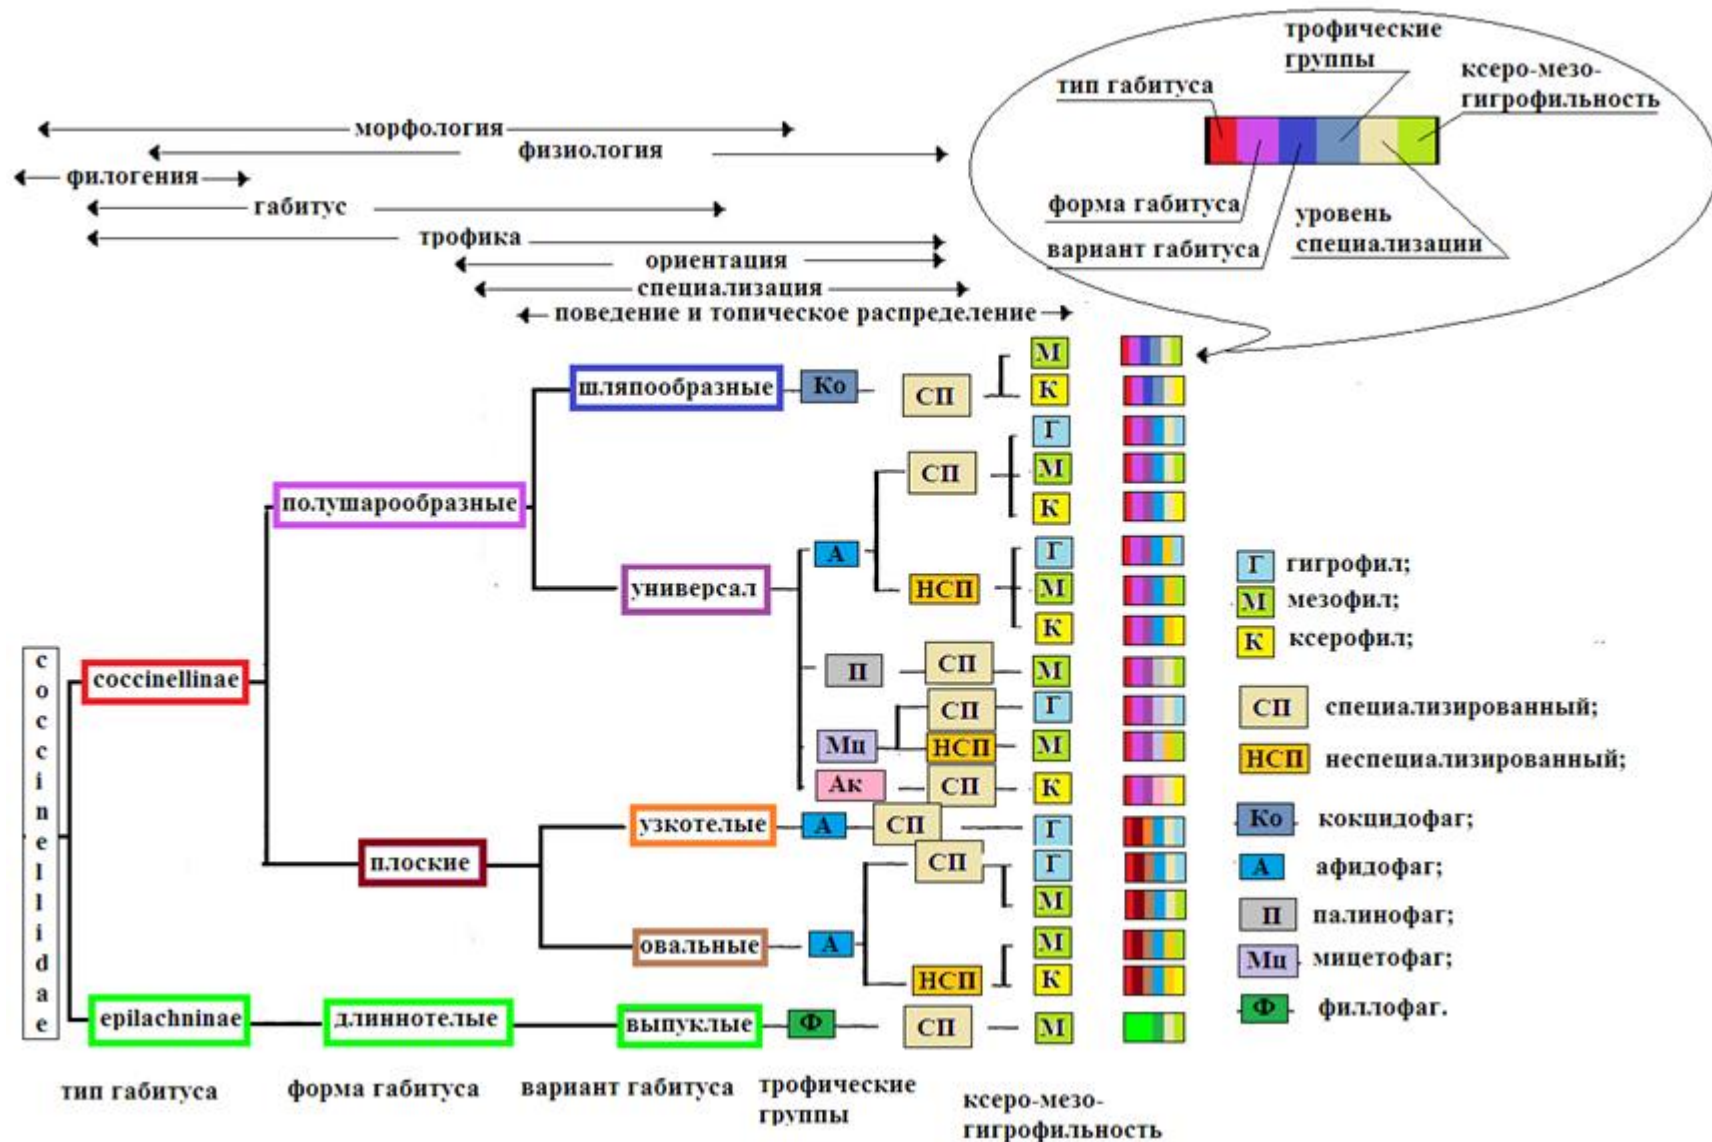 трофические
группы
ксеро-мезо-
гигрофильность
тип габитуса
форма габитуса
вариант габитуса
уровень
специализации
морфология
физиология
филогения
габитус
трофика
ориентация
специализация
поведение и топическое распределение
coccinellidae
coccinellinae
epilachninae
полушарообразные
плоские
длиннотелые
шляпообразные
универсал
узкотелые
овальные
выпуклые
Ко
СП
М
К
А
СП
Г
М
К
НСП
Г
М
К
П
СП
М
Мц
СП
Г
НСП
М
Ак
СП
К
А
СП
Г
А
СП
Г
М
НСП
М
К
Ф
СП
М
Г гигрофил;
М мезофил;
К ксерофил;
СП специализированный;
НСП неспециализированный;
Ко кокцидофаг;
А афидофаг;
П палинофаг;
Мц мицетофаг;
Ф филлофаг.
тип габитуса
форма габитуса
вариант габитуса
трофические
группы
ксеро-мезо-
гигрофильность